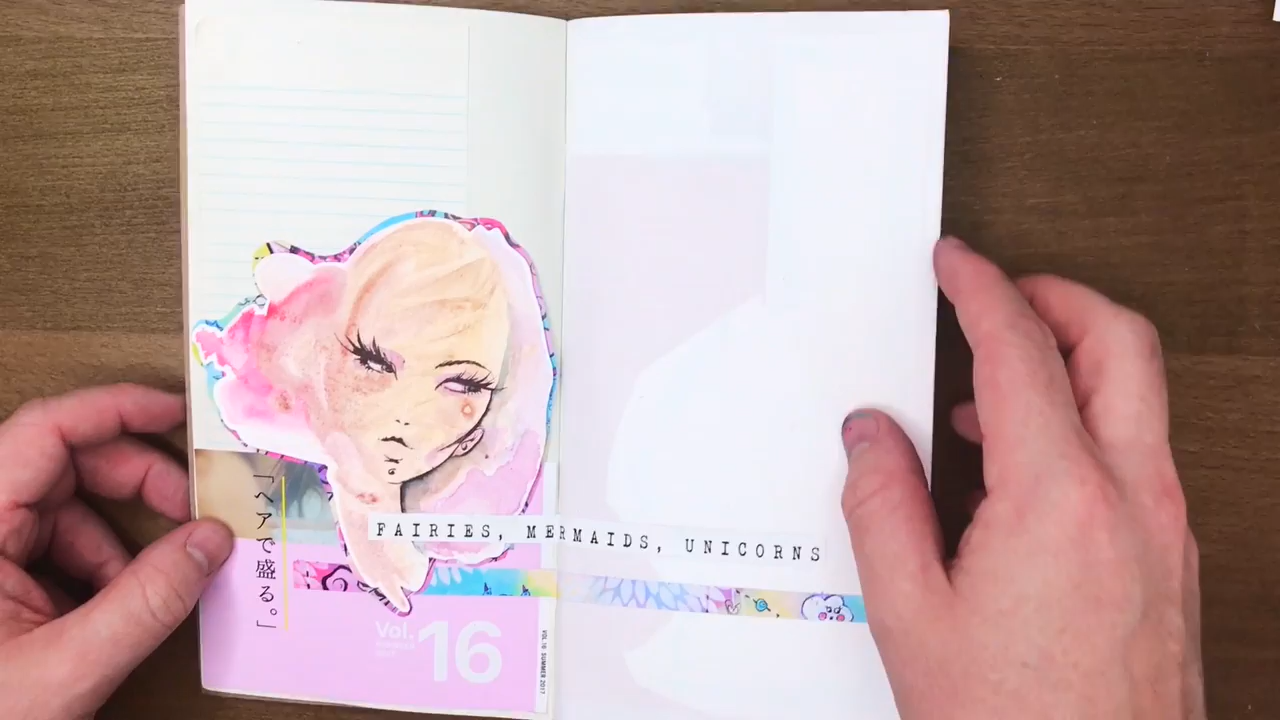 「ヘアで盛る。」
FAIRIES, MERMAIDS, UNICORNS
Vol.
16
VOL.16 SUMMER 2017